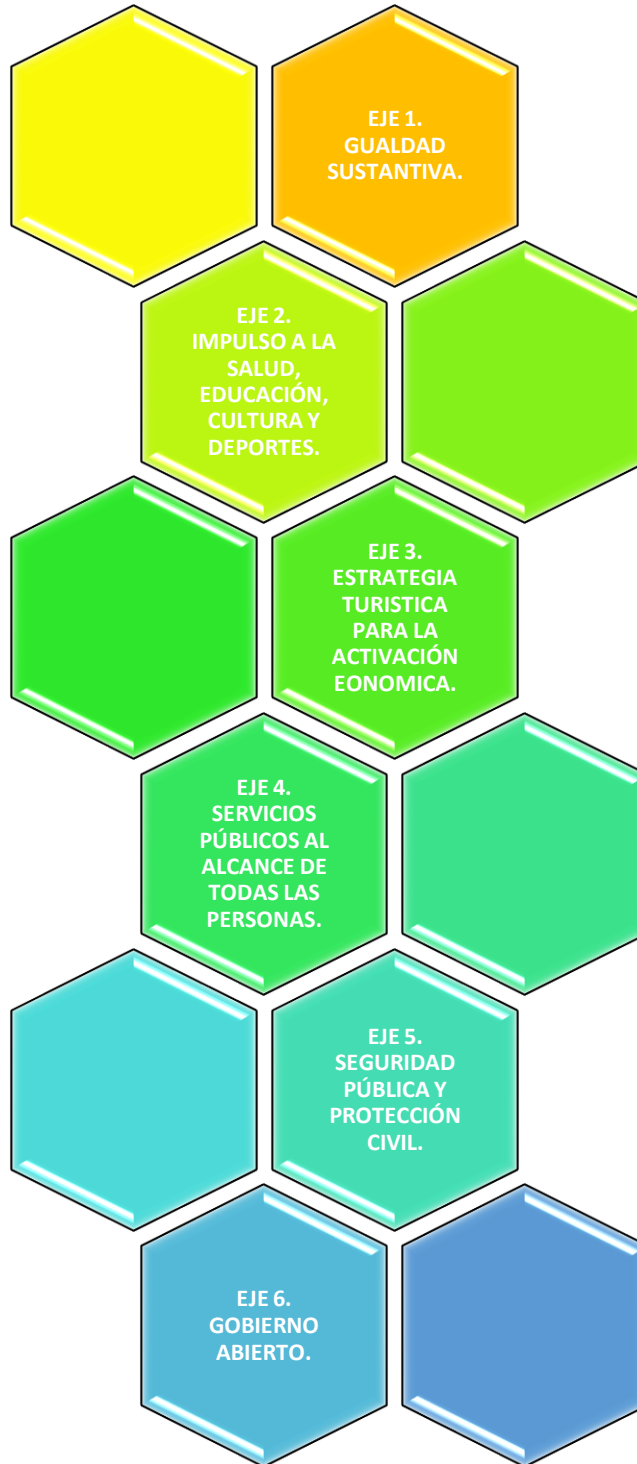 EJE 1.
GUALDAD
SUSTANTIVA.
EJE 2.
IMPULSO A LA
SALUD,
EDUCACIÓN,
CULTURA Y
DEPORTES.
EJE 3.
ESTRATEGIA
TURISTICA
PARA LA
ACTIVACIÓN
EONOMICA.
EJE 4.
SERVICIOS
PÚBLICOS AL
ALCANCE DE
TODAS LAS
PERSONAS.
EJE 5.
SEGURIDAD
PÚBLICA Y
PROTECCIÓN
CIVIL.
EJE 6.
GOBIERNO
ABIERTO.